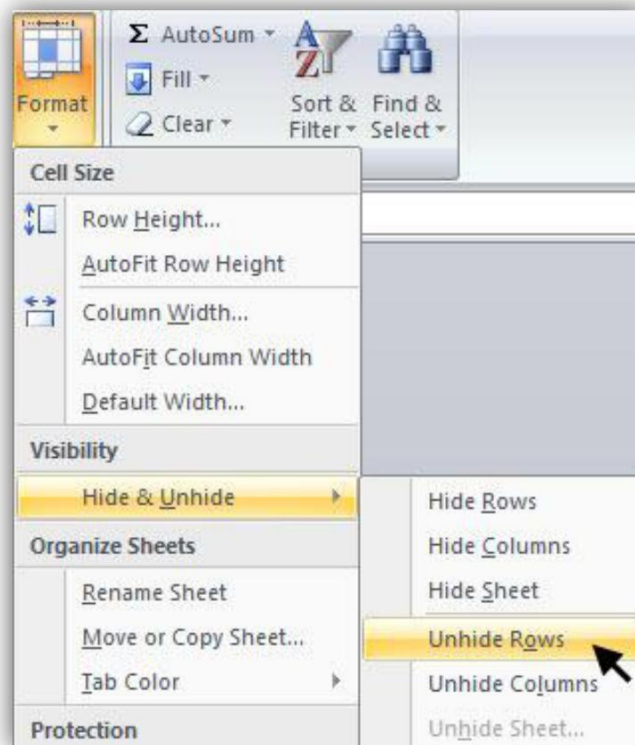 Format
Σ AutoSum
Fill
Clear
Sort & Filter
Find & Select
Cell Size
Row Height...
AutoFit Row Height
Column Width...
AutoFit Column Width
Default Width...
Visibility
Hide & Unhide
Organize Sheets
Rename Sheet
Move or Copy Sheet...
Tab Color
Protection
Hide Rows
Hide Columns
Hide Sheet
Unhide Rows
Unhide Columns
Unhide Sheet...